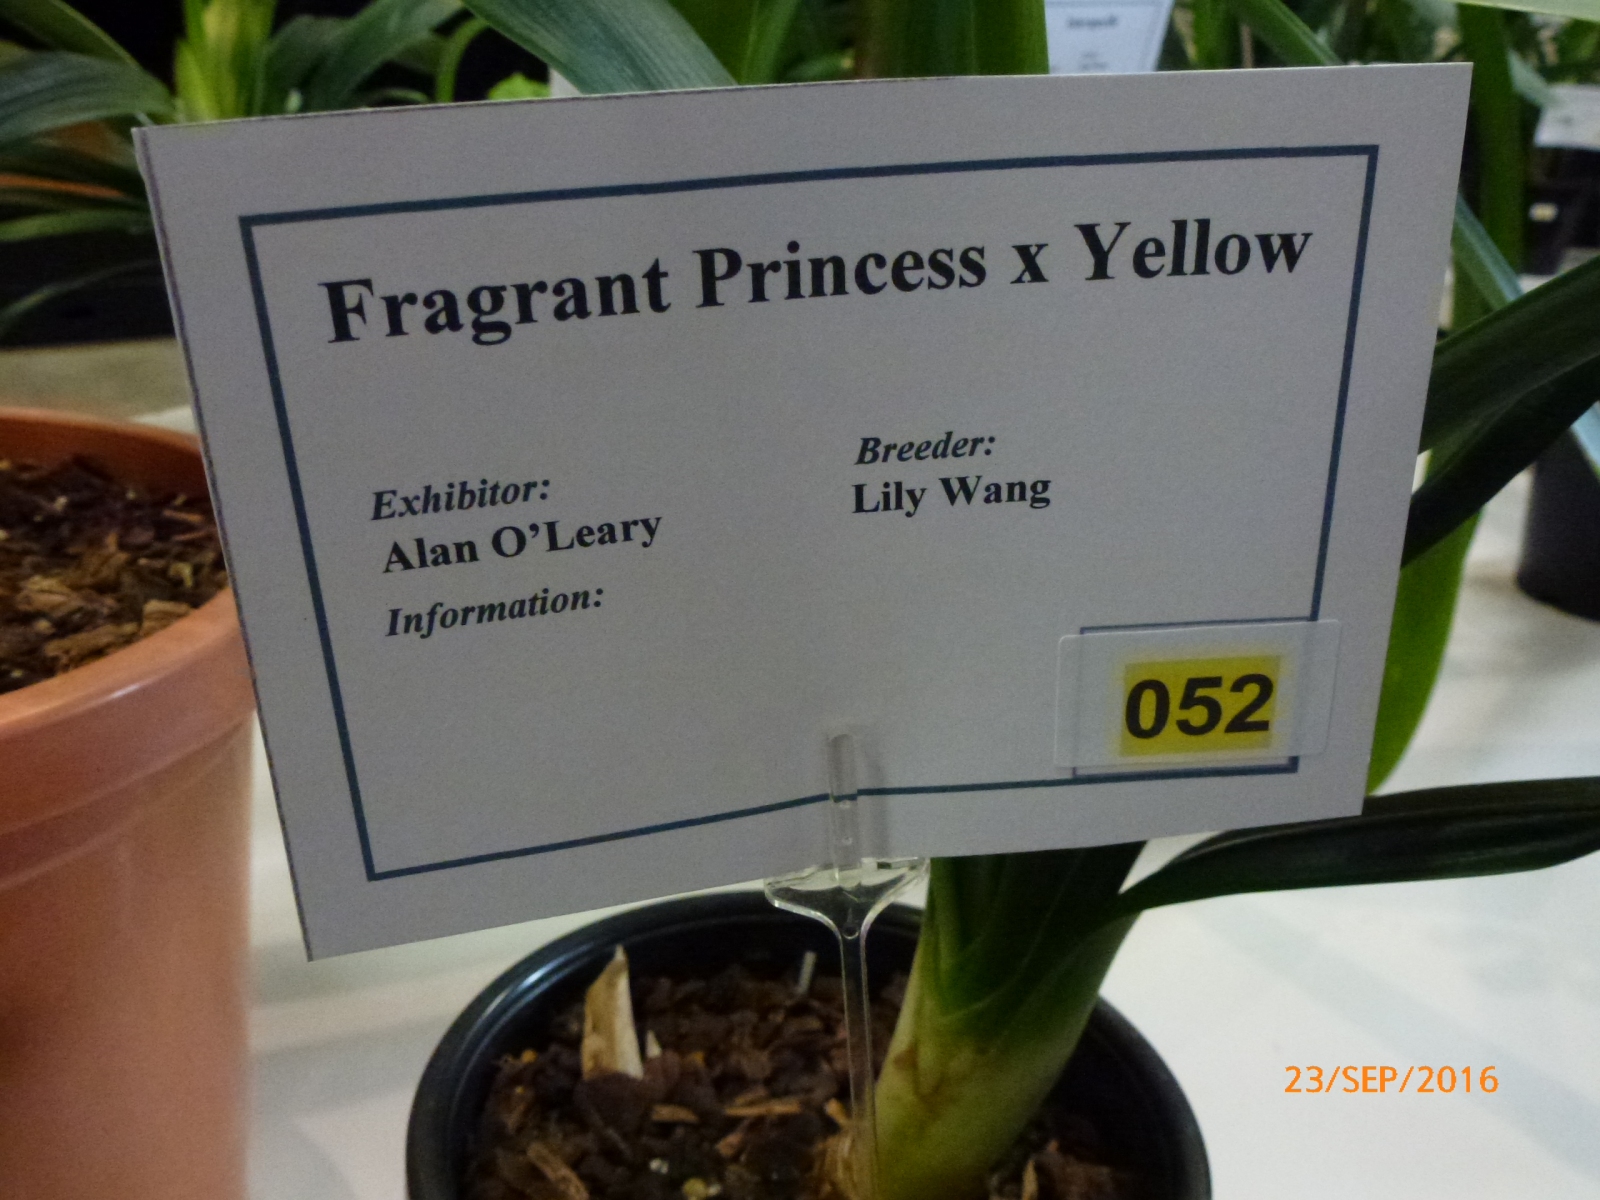 Fragrant Princess x Yellow
Exhibitor:
Alan O'Leary
Breeder:
Lily Wang
Information:
052
23/SEP/2016